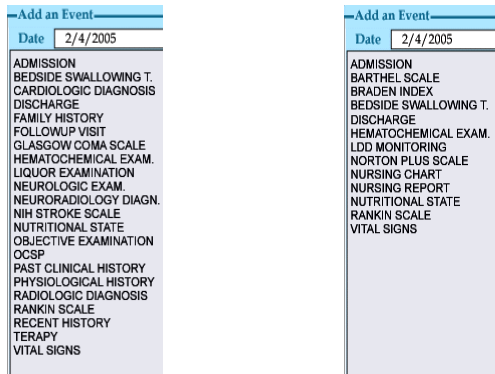 Add an Event
Date 2/4/2005
ADMISSION
BEDSIDE SWALLOWING T.
CARDIOLOGIC DIAGNOSIS
DISCHARGE
FAMILY HISTORY
FOLLOWUP VISIT
GLASGOW COMA SCALE
HEMATOCHEMICAL EXAM.
LIQUOR EXAMINATION
NEUROLOGIC EXAM.
NEURORADIOLOGY DIAGN.
NIH STROKE SCALE
NUTRITIONAL STATE
OBJECTIVE EXAMINATION
OCSP
PAST CLINICAL HISTORY
PHYSIOLOGICAL HISTORY
RADIOLOGIC DIAGNOSIS
RANKIN SCALE
RECENT HISTORY
TERAPY
VITAL SIGNS
Add an Event
Date 2/4/2005
ADMISSION
BARTHEL SCALE
BRADEN INDEX
BEDSIDE SWALLOWING T.
DISCHARGE
HEMATOCHEMICAL EXAM.
LDD MONITORING
NORTON PLUS SCALE
NURSING CHART
NURSING REPORT
NUTRITIONAL STATE
RANKIN SCALE
VITAL SIGNS